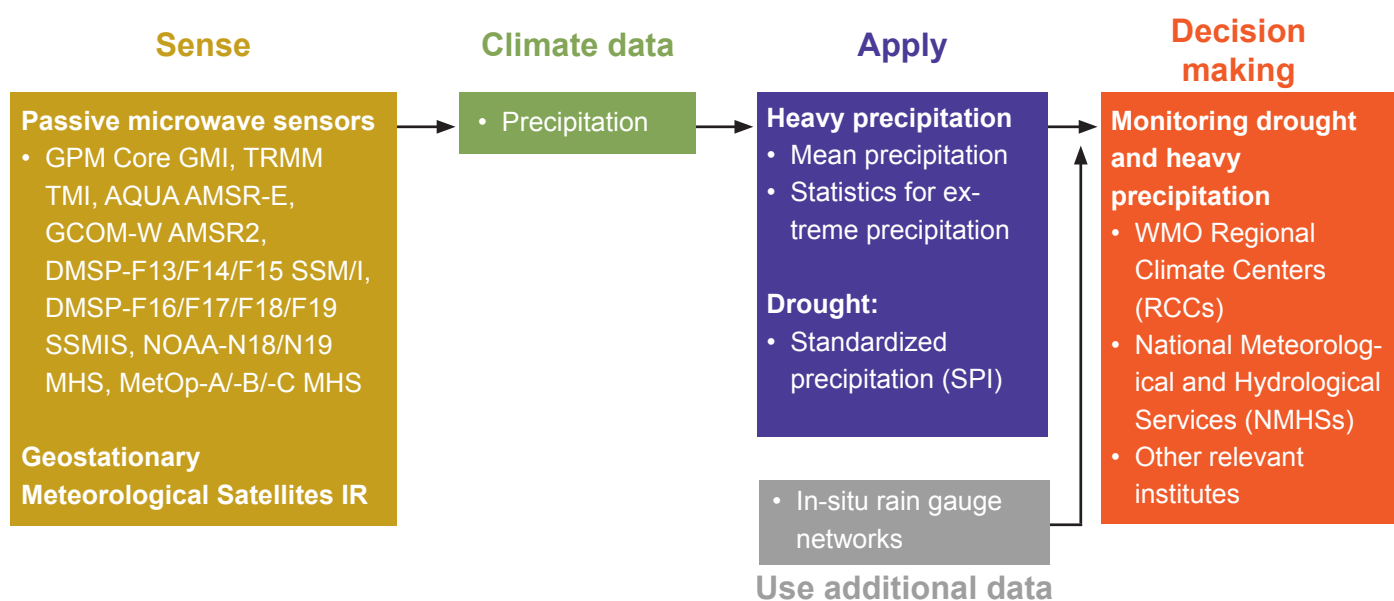 Sense
Passive microwave sensors
• GPM Core GMI, TRMM
TMI, AQUA AMSR-E,
GCOM-W AMSR2,
DMSP-F13/F14/F15 SSM/I,
DMSP-F16/F17/F18/F19
SSMIS, NOAA-N18/N19
MHS, MetOp-A/-B/-C MHS
Geostationary
Meteorological Satellites IR
Climate data
• Precipitation
Apply
Heavy precipitation
• Mean precipitation
• Statistics for ex-
treme precipitation
Drought:
• Standardized
precipitation (SPI)
• In-situ rain gauge
networks
Use additional data
Decision
making
Monitoring drought
and heavy
precipitation
• WMO Regional
Climate Centers
(RCCs)
• National Meteorolog-
ical and Hydrological
Services (NMHSs)
• Other relevant
institutes